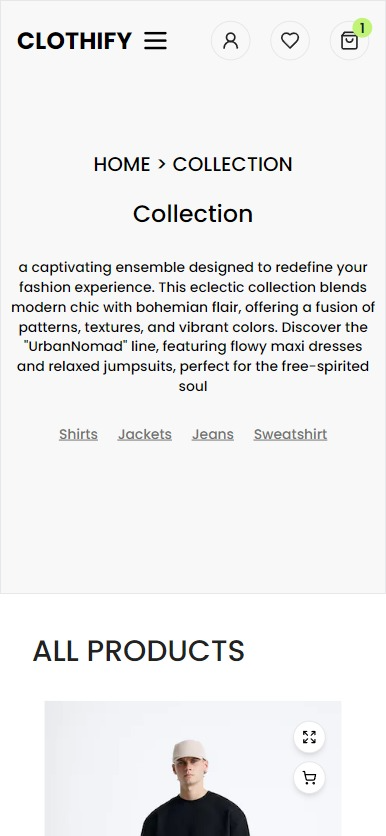 CLOTHIFY
1
HOME > COLLECTION
Collection
a captivating ensemble designed to redefine your
fashion experience. This eclectic collection blends
modern chic with bohemian flair, offering a fusion of
patterns, textures, and vibrant colors. Discover the
"UrbanNomad" line, featuring flowy maxi dresses
and relaxed jumpsuits, perfect for the free-spirited
soul
Shirts Jackets Jeans Sweatshirt
ALL PRODUCTS